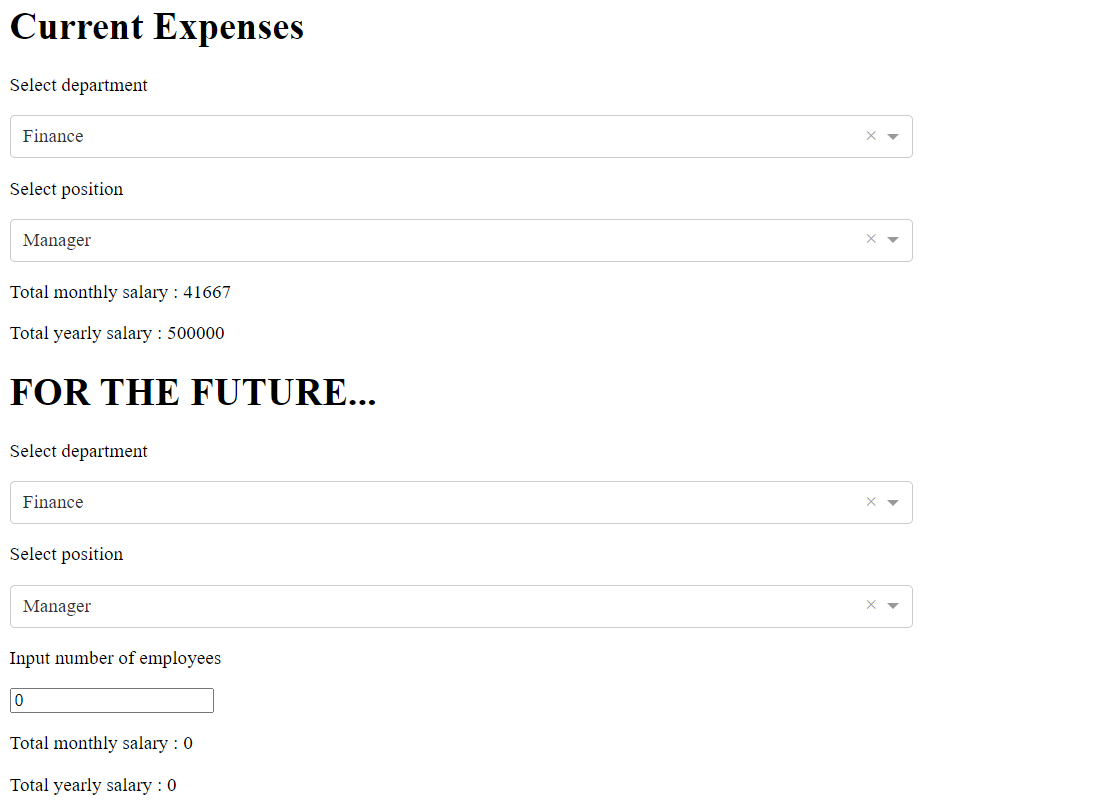 Current Expenses
Select department
Finance
Select position
Manager
Total monthly salary : 41667
Total yearly salary : 500000
FOR THE FUTURE...
Select department
Finance
Select position
Manager
Input number of employees
0
Total monthly salary : 0
Total yearly salary : 0